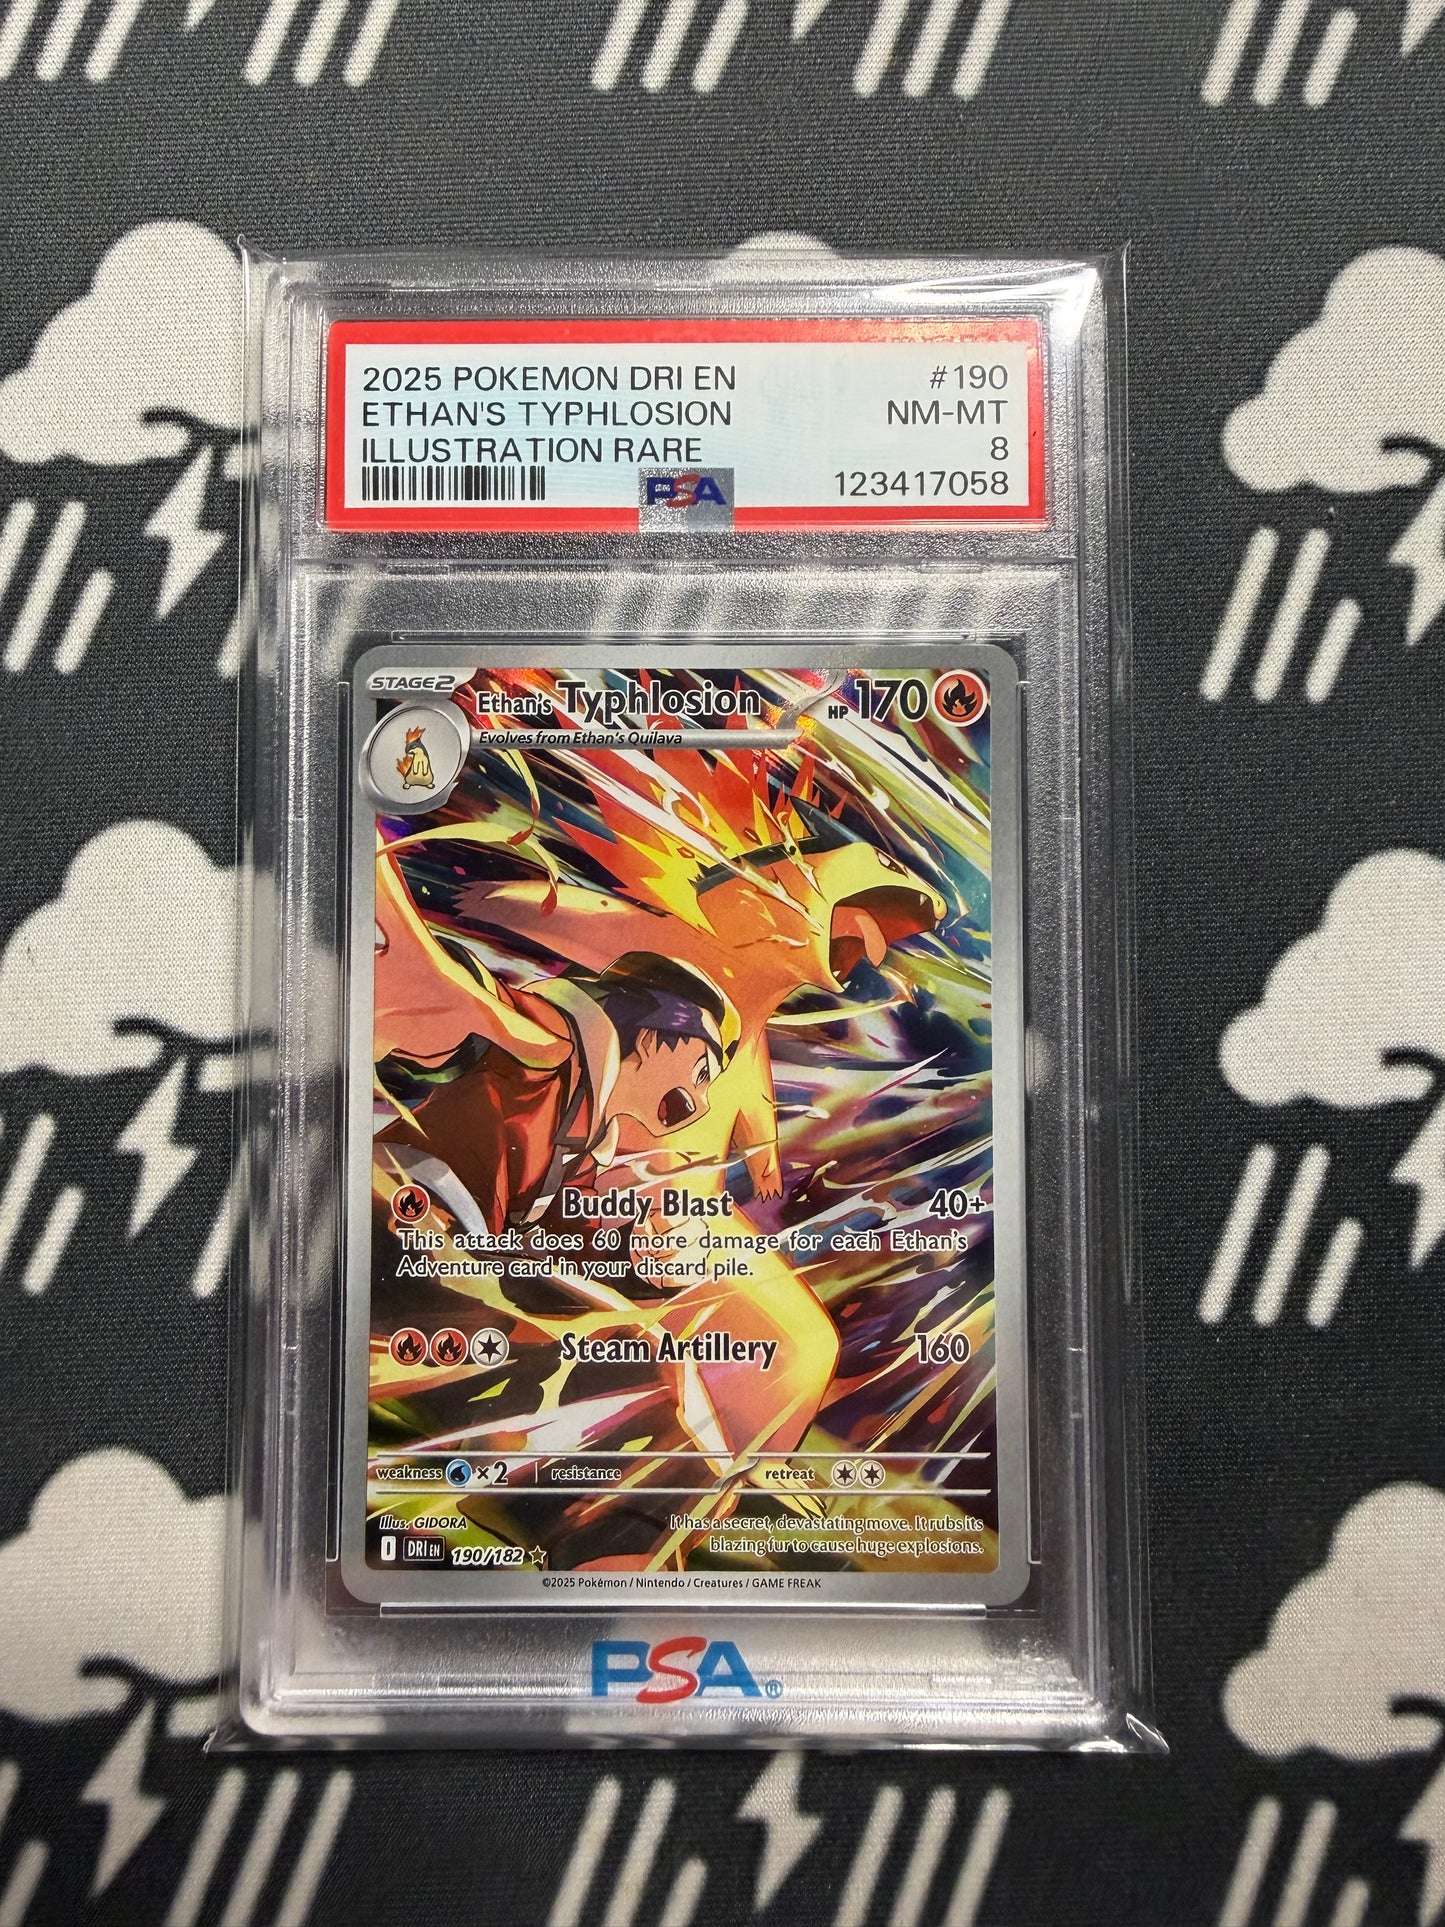 2025 POKEMON DRI EN #190
ETHAN'S TYPHLOSION NM-MT
ILLUSTRATION RARE 8
PSA 123417058
STAGE2 Ethan's Typhlosion HP 170
Evolves from Ethan's Quilava
Buddy Blast 40+
This attack does 60 more damage for each Ethan's
Adventure card in your discard pile.
Steam Artillery 160
weakness ×2 resistance retreat
Illus. GIDORA
It has a secret, devastating move. It rubs its
blazing fur to cause huge explosions.
I DRI EN 190/182
©2025 Pokémon / Nintendo / Creatures / GAME FREAK
PSA®